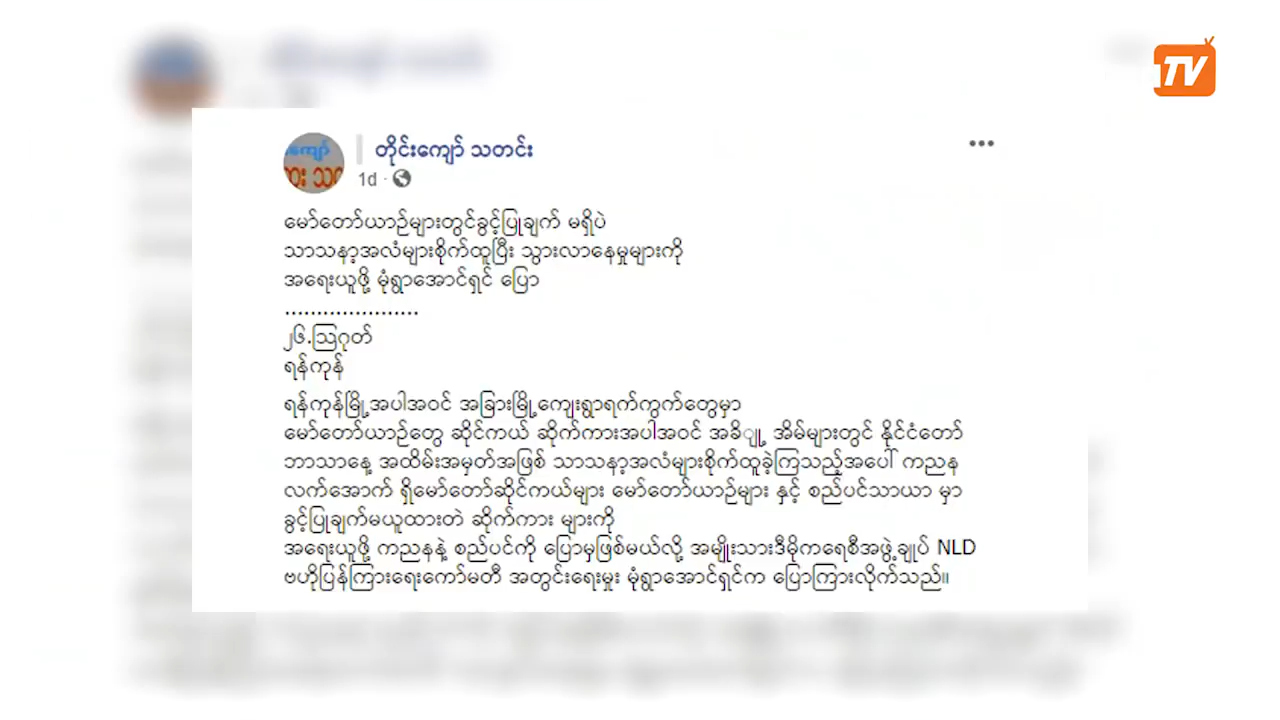 TV
တိုင်းကျော် သတင်း
1d ·
မော်တော်ယာဉ်များတွင်ခွင့်ပြုချက် မရှိပဲ
သာသနာ့အလံများစိုက်ထူပြီး သွားလာနေမှုများကို
အရေးယူဖို့ မုံရွာအောင်ရှင် ပြော
.....................
၂၆.ဩဂုတ်
ရန်ကုန်
ရန်ကုန်မြို့အပါအဝင် အခြားမြို့ကျေးရွာရက်ကွက်တွေမှာ
မော်တော်ယာဉ်တွေ ဆိုင်ကယ် ဆိုက်ကားအပါအဝင် အခိျူ့ အိမ်များတွင် နိုင်ငံတော်
ဘာသာနေ့ အထိမ်းအမှတ်အဖြစ် သာသနာ့အလံများစိုက်ထူခဲ့ကြသည့်အပေါ် ကညန
လက်အောက် ရှိမော်တော်ဆိုင်ကယ်များ မော်တော်ယာဉ်များ နှင့် စည်ပင်သာယာ မှာ
ခွင့်ပြုချက်မယူထားတဲ ဆိုက်ကား များကို
အရေးယူဖို့ ကညနနဲ့ စည်ပင်ကို ပြောမှဖြစ်မယ်လို့ အမျိုးသားဒီမိုကရေစီအဖွဲ့ချုပ် NLD
ဗဟိုပြန်ကြားရေးကော်မတီ အတွင်းရေးမှူး မုံရွာအောင်ရှင်က ပြောကြားလိုက်သည်။